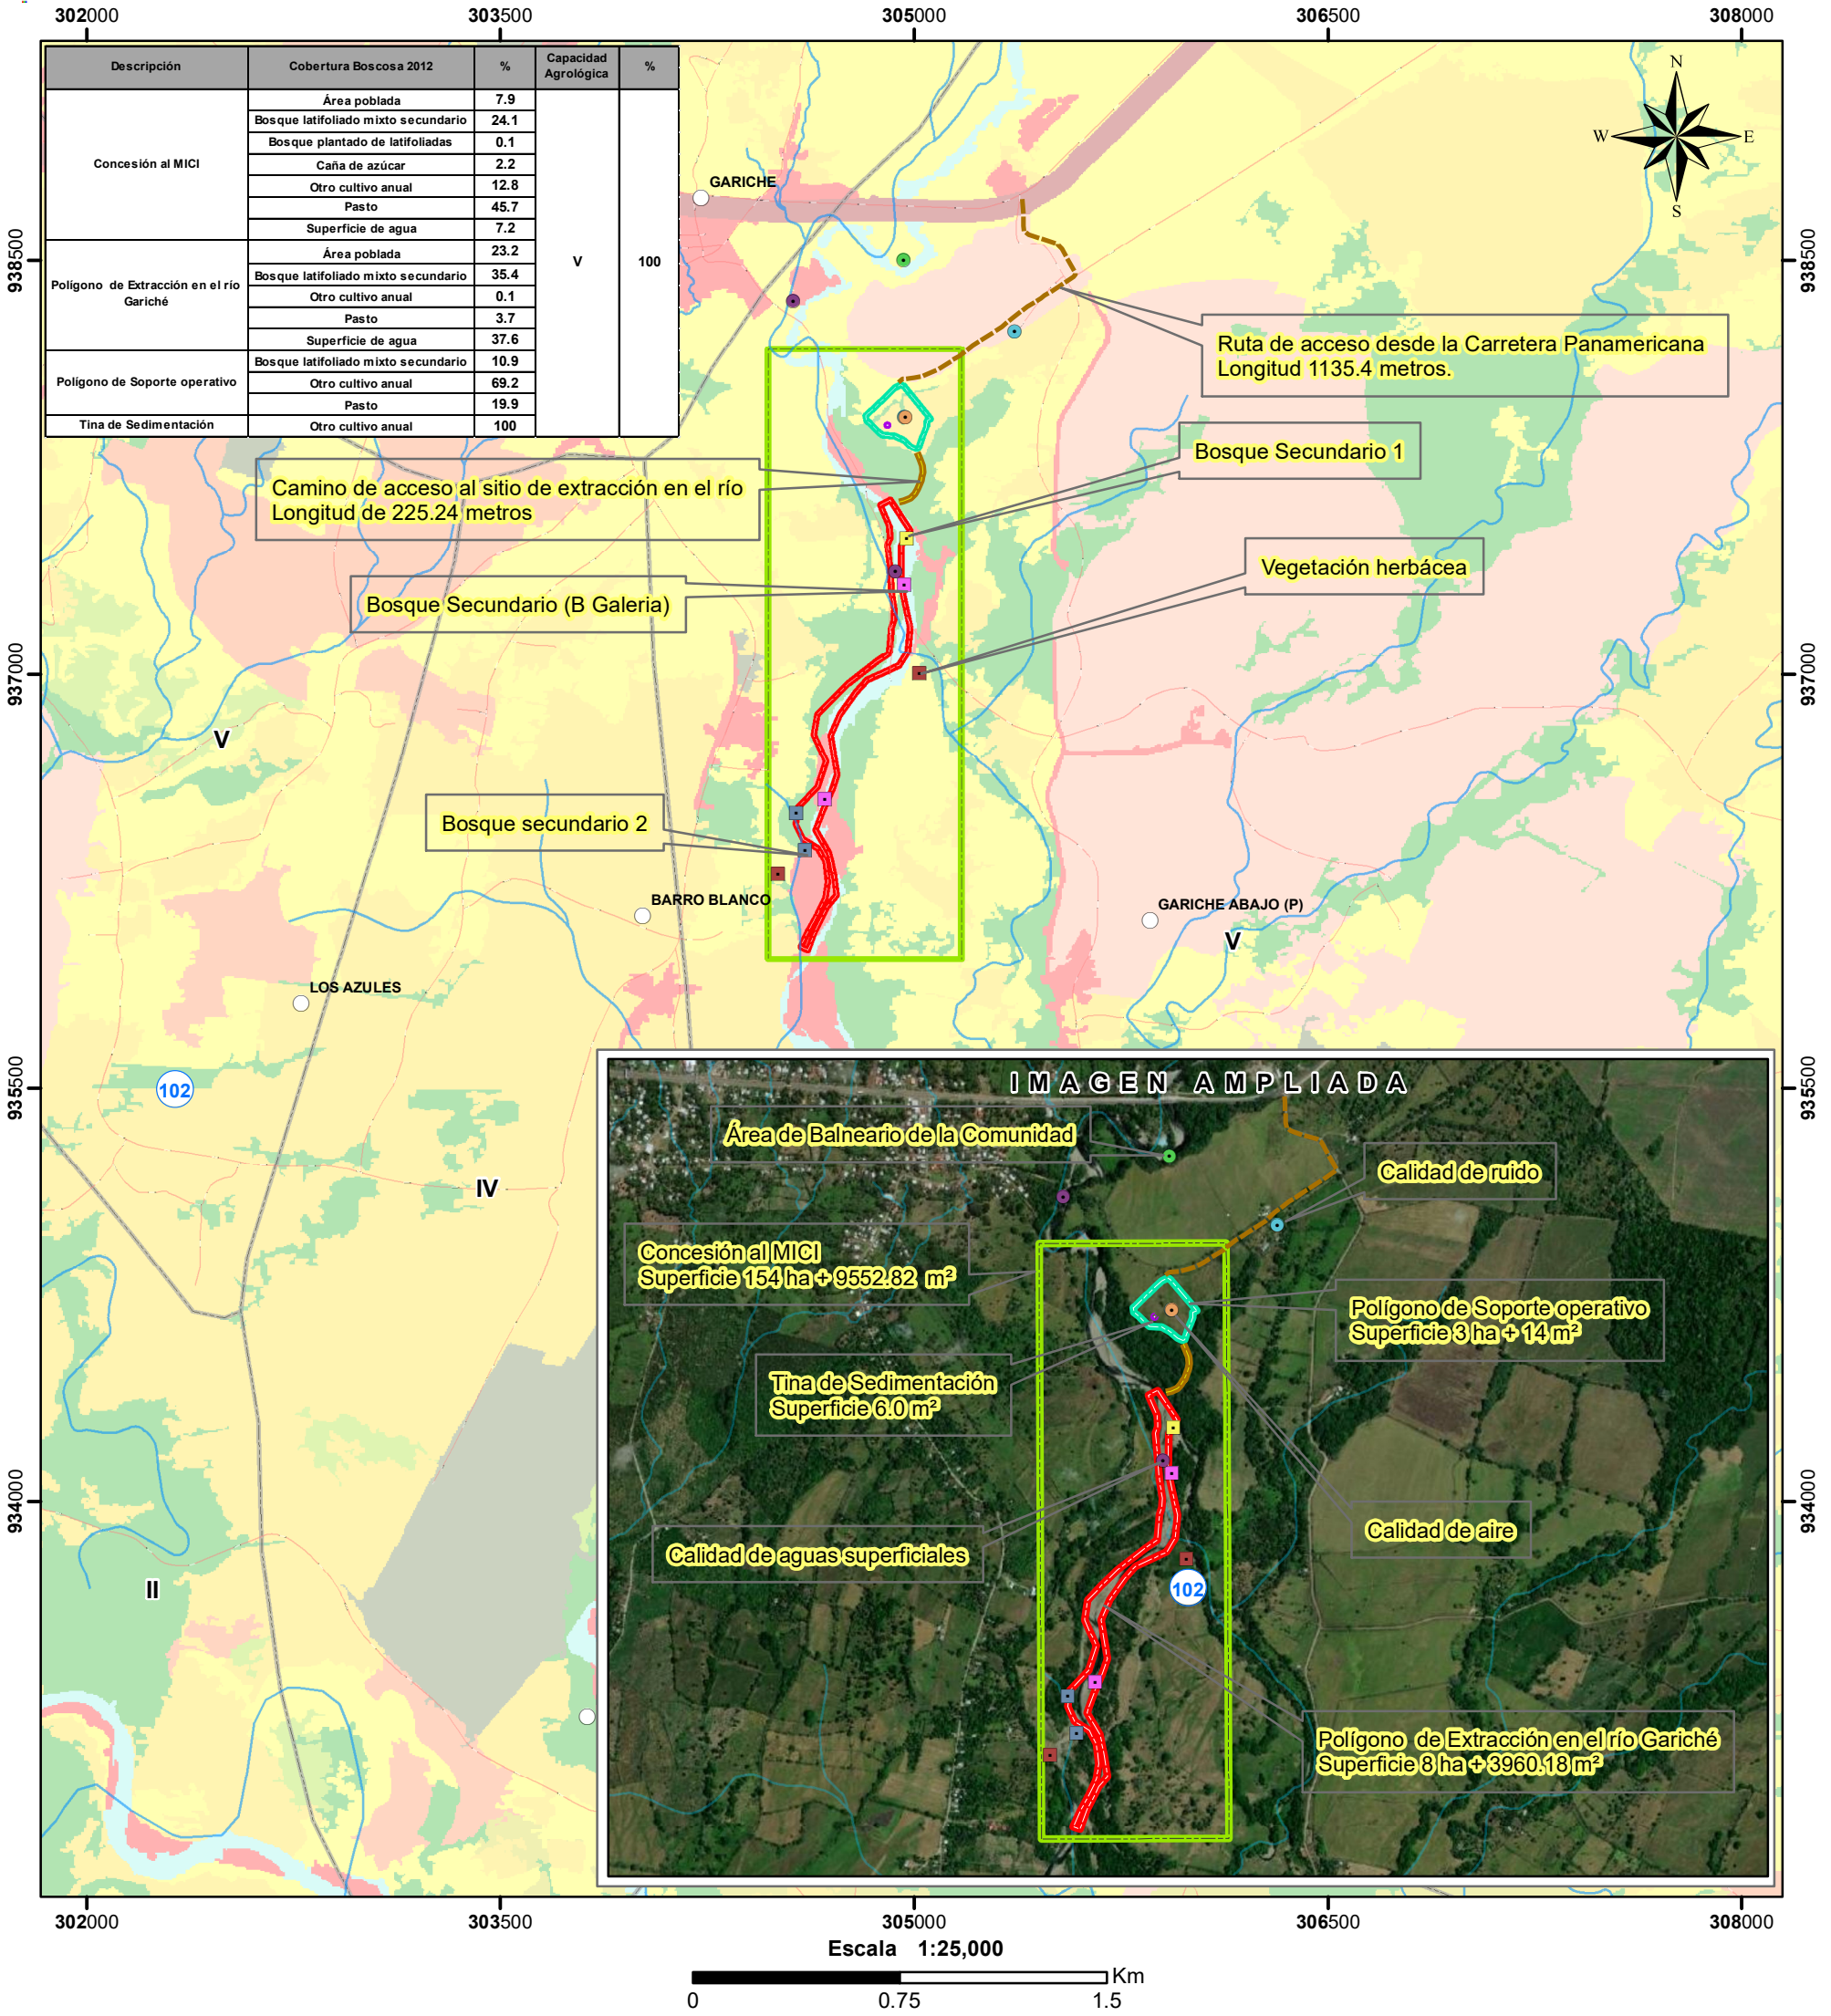 302000 303500 305000 306500 308000
Descripción Cobertura Boscosa 2012 % Capacidad Agrológica %
Concesión al MICI
Área poblada 7.9
Bosque latifoliado mixto secundario 24.1
Bosque plantado de latifoliadas 0.1
Caña de azúcar 2.2
Otro cultivo anual 12.8
Pasto 45.7
Superficie de agua 7.2
Polígono de Extracción en el río
Gariché
Área poblada 23.2
Bosque latifoliado mixto secundario 35.4
Otro cultivo anual 0.1
Pasto 3.7
Superficie de agua 37.6
Polígono de Soporte operativo
Bosque latifoliado mixto secundario 10.9
Otro cultivo anual 69.2
Pasto 19.9
Tina de Sedimentación Otro cultivo anual 100
V 100
N
W E
S
GARICHE
938500 938500
Ruta de acceso desde la Carretera Panamericana
Longitud 1135.4 metros.
Bosque Secundario 1
Camino de acceso al sitio de extracción en el río
Longitud de 225.24 metros
Vegetación herbácea
Bosque Secundario (B Galeria)
937000 937000
V
Bosque secundario 2
BARRO BLANCO
GARICHE ABAJO (P)
V
LOS AZULES
935500 935500
102
IV
II
IMAGEN AMPLIADA
Área de Balneario de la Comunidad
Calidad de ruido
Concesión al MICI
Superficie 154 ha + 9552.82 m²
Polígono de Soporte operativo
Superficie 3 ha + 14 m²
Tina de Sedimentación
Superficie 6.0 m²
934000 934000
Calidad de aire
Calidad de aguas superficiales
102
Polígono de Extracción en el río Gariché
Superficie 8 ha + 3960.18 m²
302000 303500 305000 306500 308000
Escala 1:25,000
Km
0 0.75 1.5